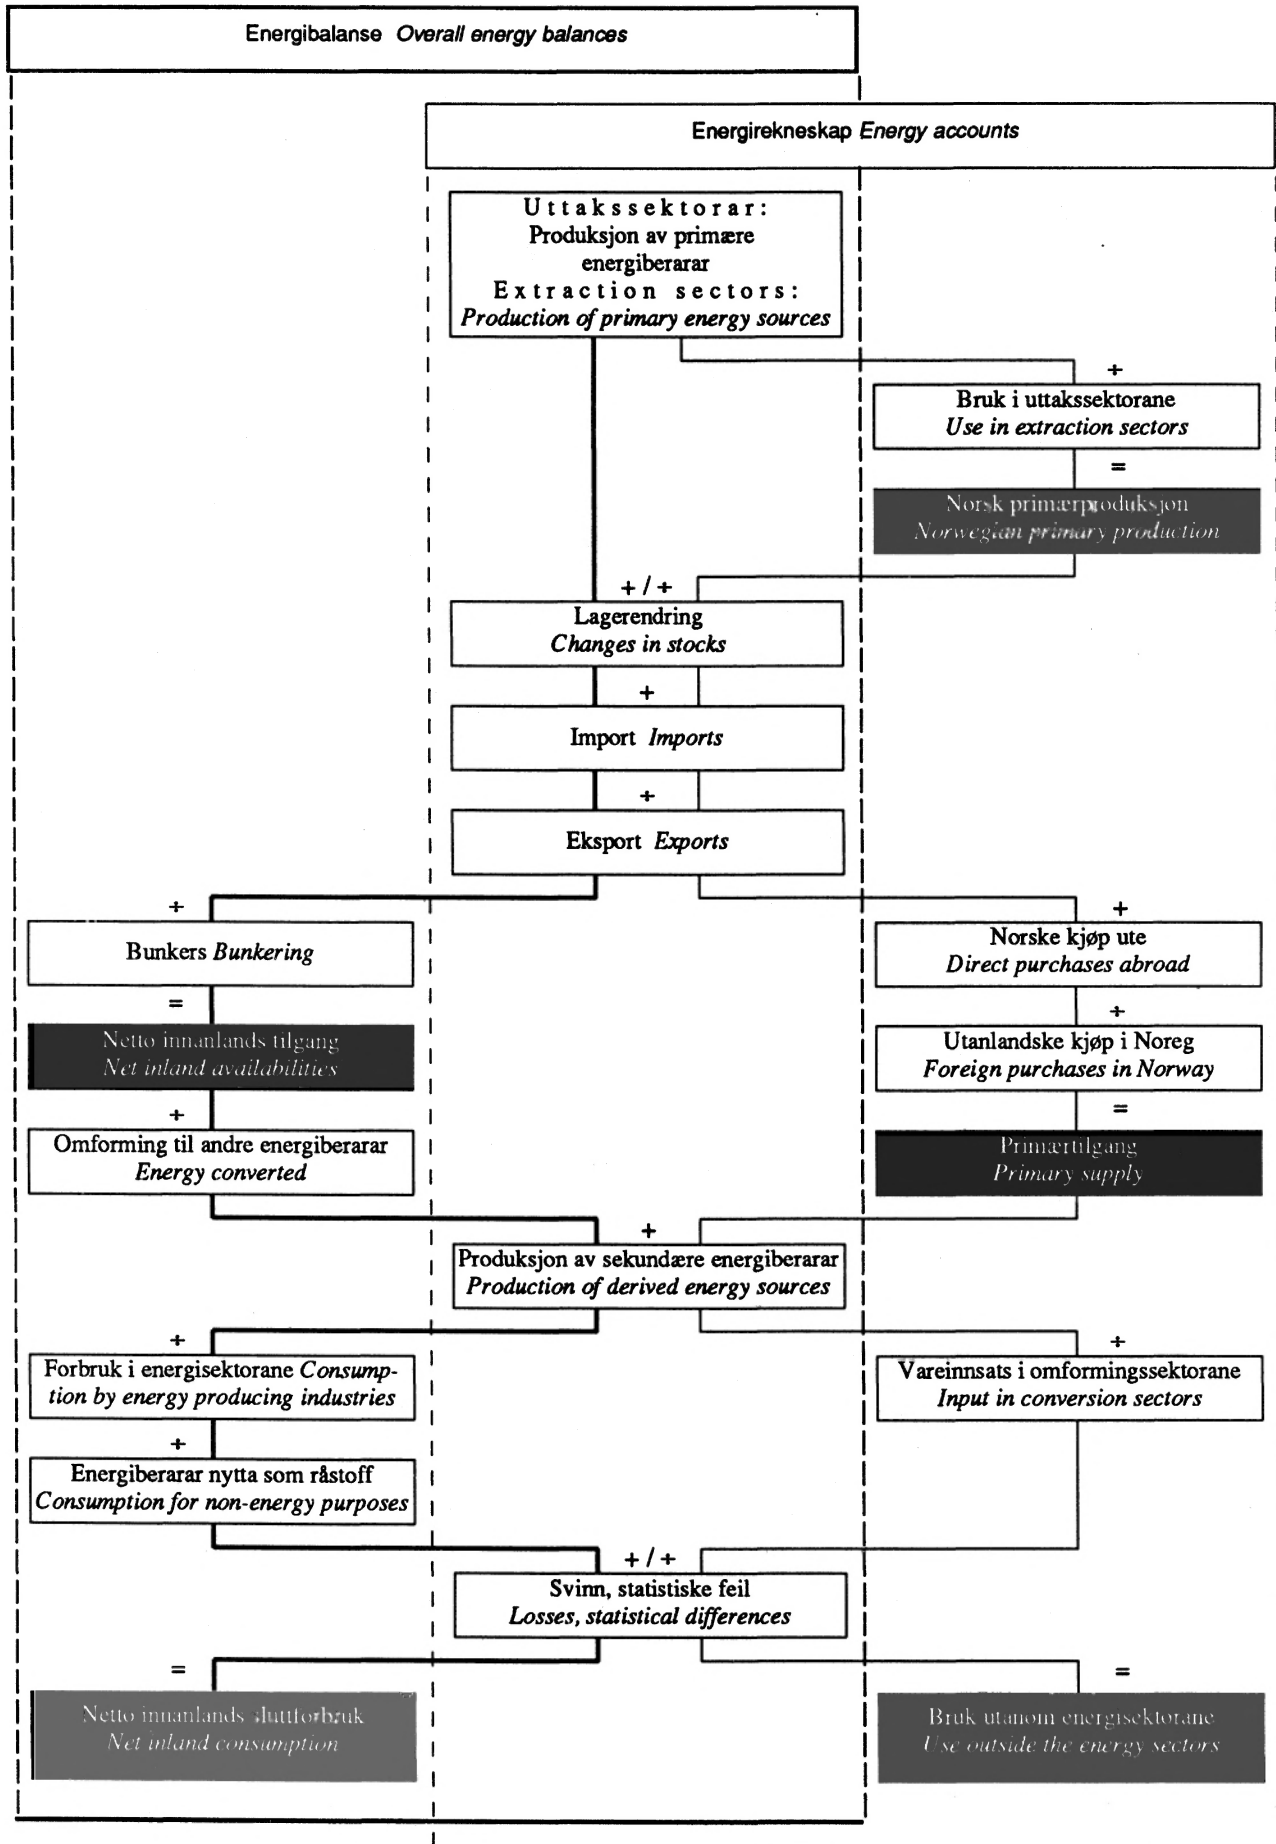 Energibalanse Overall energy balances
Energirekneskap Energy accounts
Uttakssektorar:
Produksjon av primære
energiberarar
Extraction sectors:
Production of primary energy sources
÷
Bruk i uttakssektorane
Use in extraction sectors
=
Norsk primærproduksjon
Norwegian primary production
+ / ÷
Lagerendring
Changes in stocks
+
Import Imports
÷
Eksport Exports
÷
Bunkers Bunkering
=
Netto innanlands tilgang
Net inland availabilities
÷
Omforming til andre energiberarar
Energy converted
+
Norske kjøp ute
Direct purchases abroad
÷
Utanlandske kjøp i Noreg
Foreign purchases in Norway
=
Primærtilgang
Primary supply
+
Produksjon av sekundære energiberarar
Production of derived energy sources
÷
Forbruk i energisektorane Consump-
tion by energy producing industries
÷
Energiberarar nytta som råstoff
Consumption for non-energy purposes
÷
Vareinnsats i omformingssektorane
Input in conversion sectors
+ / ÷
Svinn, statistiske feil
Losses, statistical differences
=
Netto innanlands sluttforbruk
Net inland consumption
=
Bruk utanom energisektorane
Use outside the energy sectors